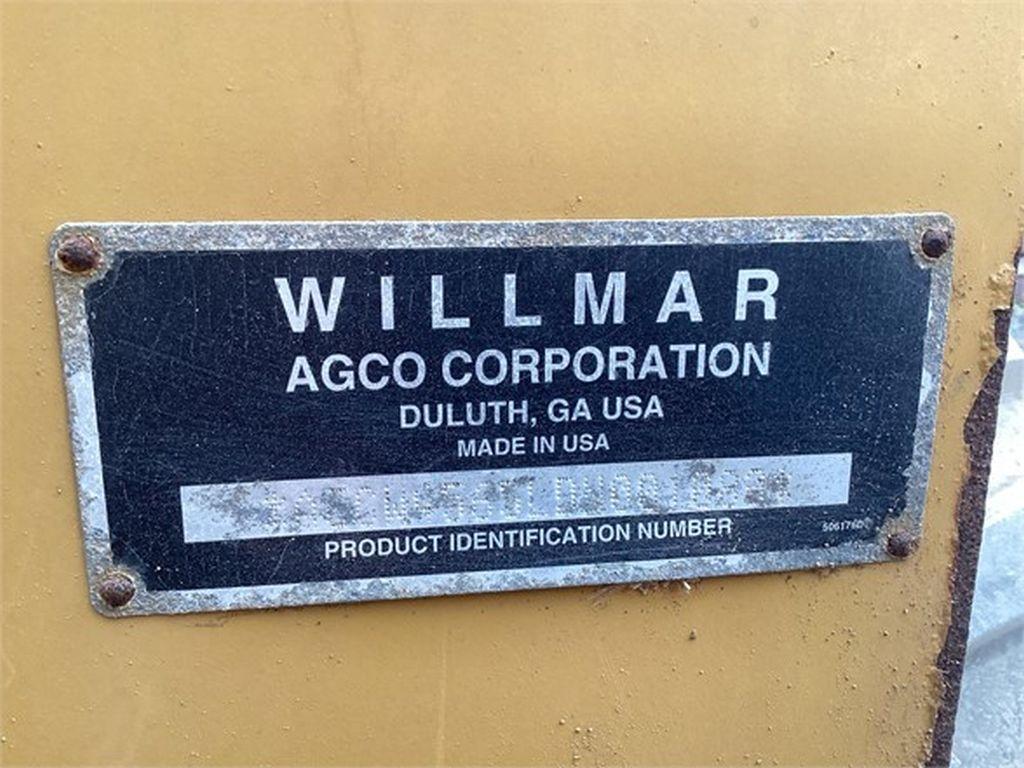 WILLMAR
AGCO CORPORATION
DULUTH, GA USA
MADE IN USA
PRODUCT IDENTIFICATION NUMBER